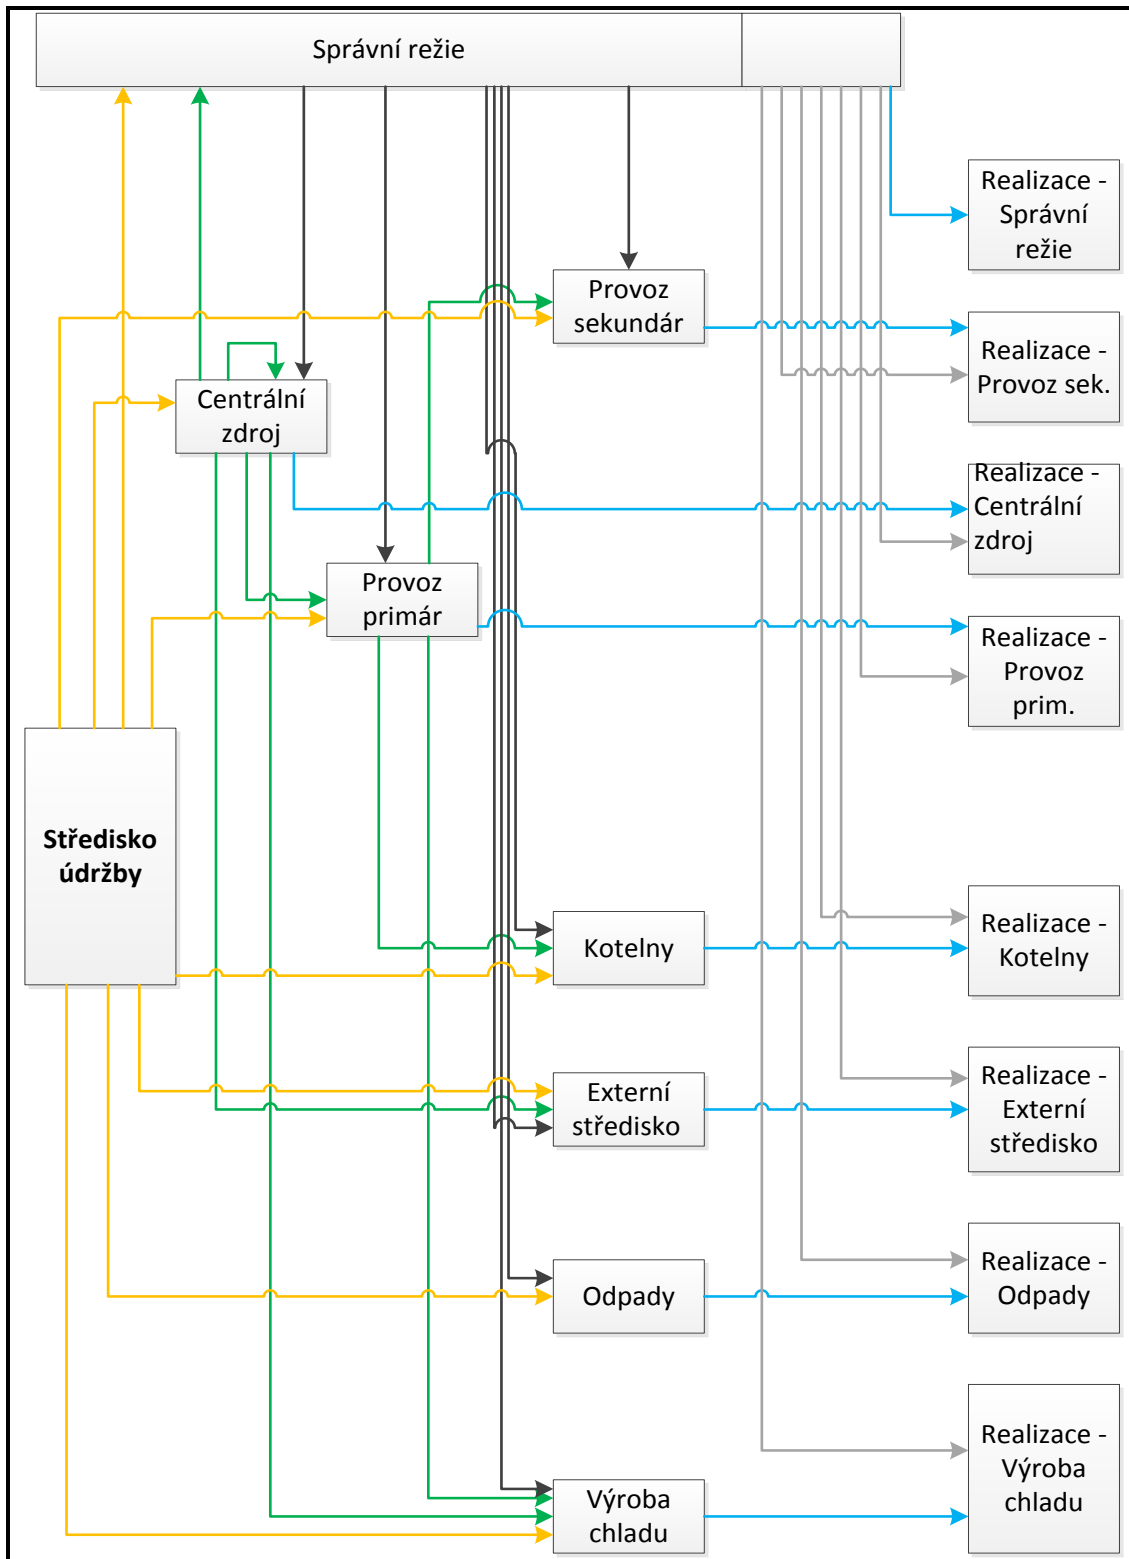 Správní režie
Realizace -
Správní
režie
Provoz
sekundár
Realizace -
Provoz sek.
Centrální
zdroj
Realizace -
Centrální
zdroj
Provoz
primár
Realizace -
Provoz
prim.
Středisko
údržby
Kotelny
Realizace -
Kotelny
Externí
středisko
Realizace -
Externí
středisko
Odpady
Realizace -
Odpady
Výroba
chladu
Realizace -
Výroba
chladu